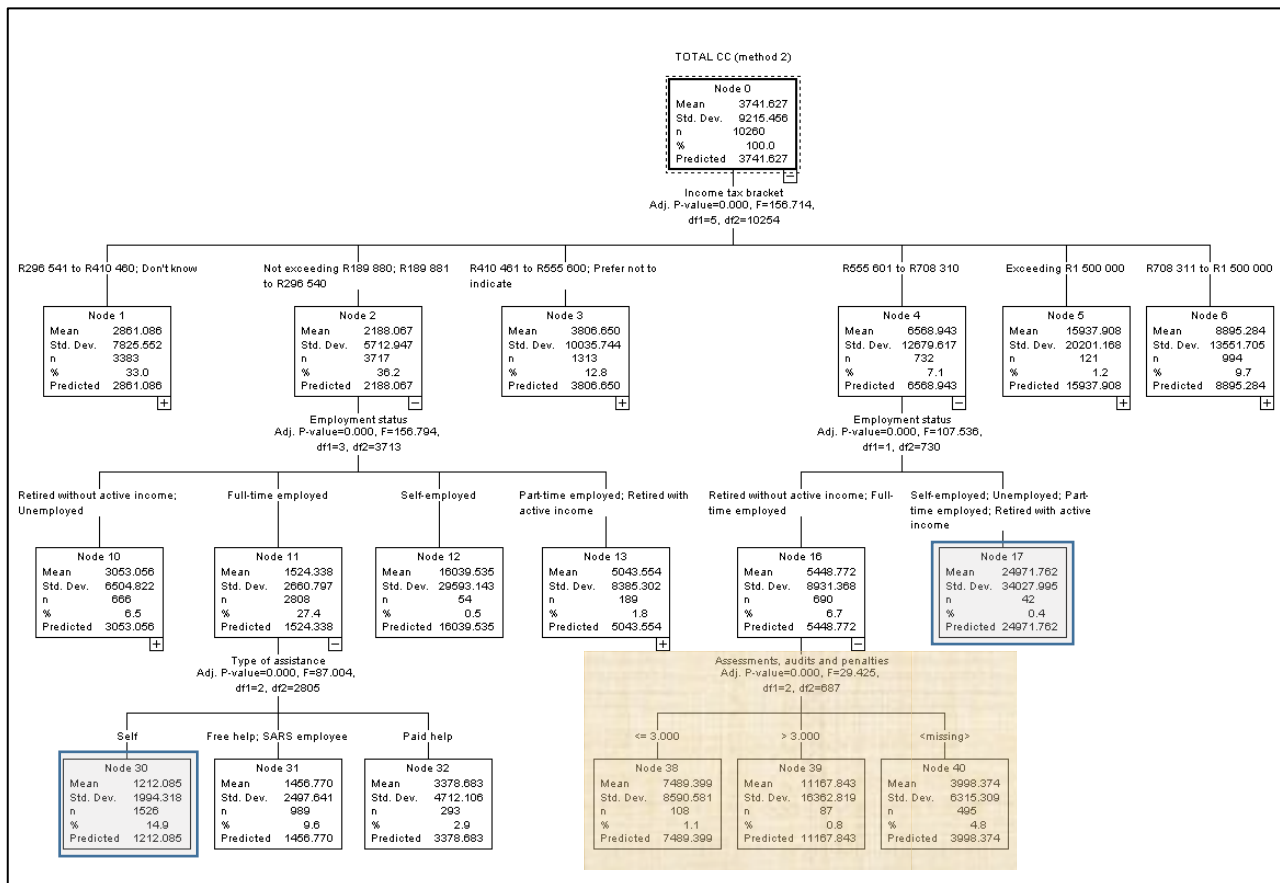 TOTAL CC (method 2)
Node 0
Mean 3741.627
Std. Dev. 9215.456
n 10260
% 100.0
Predicted 3741.627
Income tax bracket
Adj. P-value=0.000, F=156.714,
df1=5, df2=10254
R296 541 to R410 460; Don't know
Not exceeding R189 880; R189 881
to R296 540
R410 461 to R555 600; Prefer not to
indicate
R555 601 to R708 310
Exceeding R1 500 000
R708 311 to R1 500 000
Node 1
Mean 2861.086
Std. Dev. 7825.552
n 3383
% 33.0
Predicted 2861.086
Node 2
Mean 2188.067
Std. Dev. 5712.947
n 3717
% 36.2
Predicted 2188.067
Node 3
Mean 3806.650
Std. Dev. 10035.744
n 1313
% 12.8
Predicted 3806.650
Node 4
Mean 6568.943
Std. Dev. 12679.617
n 732
% 7.1
Predicted 6568.943
Node 5
Mean 15937.908
Std. Dev. 20201.168
n 121
% 1.2
Predicted 15937.908
Node 6
Mean 8895.284
Std. Dev. 13551.705
n 994
% 9.7
Predicted 8895.284
Employment status
Adj. P-value=0.000, F=156.794,
df1=3, df2=3713
Employment status
Adj. P-value=0.000, F=107.536,
df1=1, df2=730
Retired without active income;
Unemployed
Full-time employed
Self-employed
Part-time employed; Retired with
active income
Retired without active income; Full-
time employed
Self-employed; Unemployed; Part-
time employed; Retired with active
income
Node 10
Mean 3053.056
Std. Dev. 6504.822
n 666
% 6.5
Predicted 3053.056
Node 11
Mean 1524.338
Std. Dev. 2660.797
n 2808
% 27.4
Predicted 1524.338
Node 12
Mean 16039.535
Std. Dev. 29593.143
n 54
% 0.5
Predicted 16039.535
Node 13
Mean 5043.554
Std. Dev. 8385.302
n 189
% 1.8
Predicted 5043.554
Node 16
Mean 5448.772
Std. Dev. 8931.368
n 690
% 6.7
Predicted 5448.772
Node 17
Mean 24971.762
Std. Dev. 34027.995
n 42
% 0.4
Predicted 24971.762
Type of assistance
Adj. P-value=0.000, F=87.004,
df1=2, df2=2805
Assessments, audits and penalties
Adj. P-value=0.000, F=29.425,
df1=2, df2=687
Self
Free help; SARS employee
Paid help
<= 3.000
> 3.000
<missing>
Node 30
Mean 1212.085
Std. Dev. 1994.318
n 1526
% 14.9
Predicted 1212.085
Node 31
Mean 1456.770
Std. Dev. 2497.641
n 989
% 9.6
Predicted 1456.770
Node 32
Mean 3378.683
Std. Dev. 4712.106
n 293
% 2.9
Predicted 3378.683
Node 38
Mean 7489.399
Std. Dev. 8590.581
n 108
% 1.1
Predicted 7489.399
Node 39
Mean 11167.843
Std. Dev. 16362.819
n 87
% 0.8
Predicted 11167.843
Node 40
Mean 3998.374
Std. Dev. 6315.309
n 495
% 4.8
Predicted 3998.374